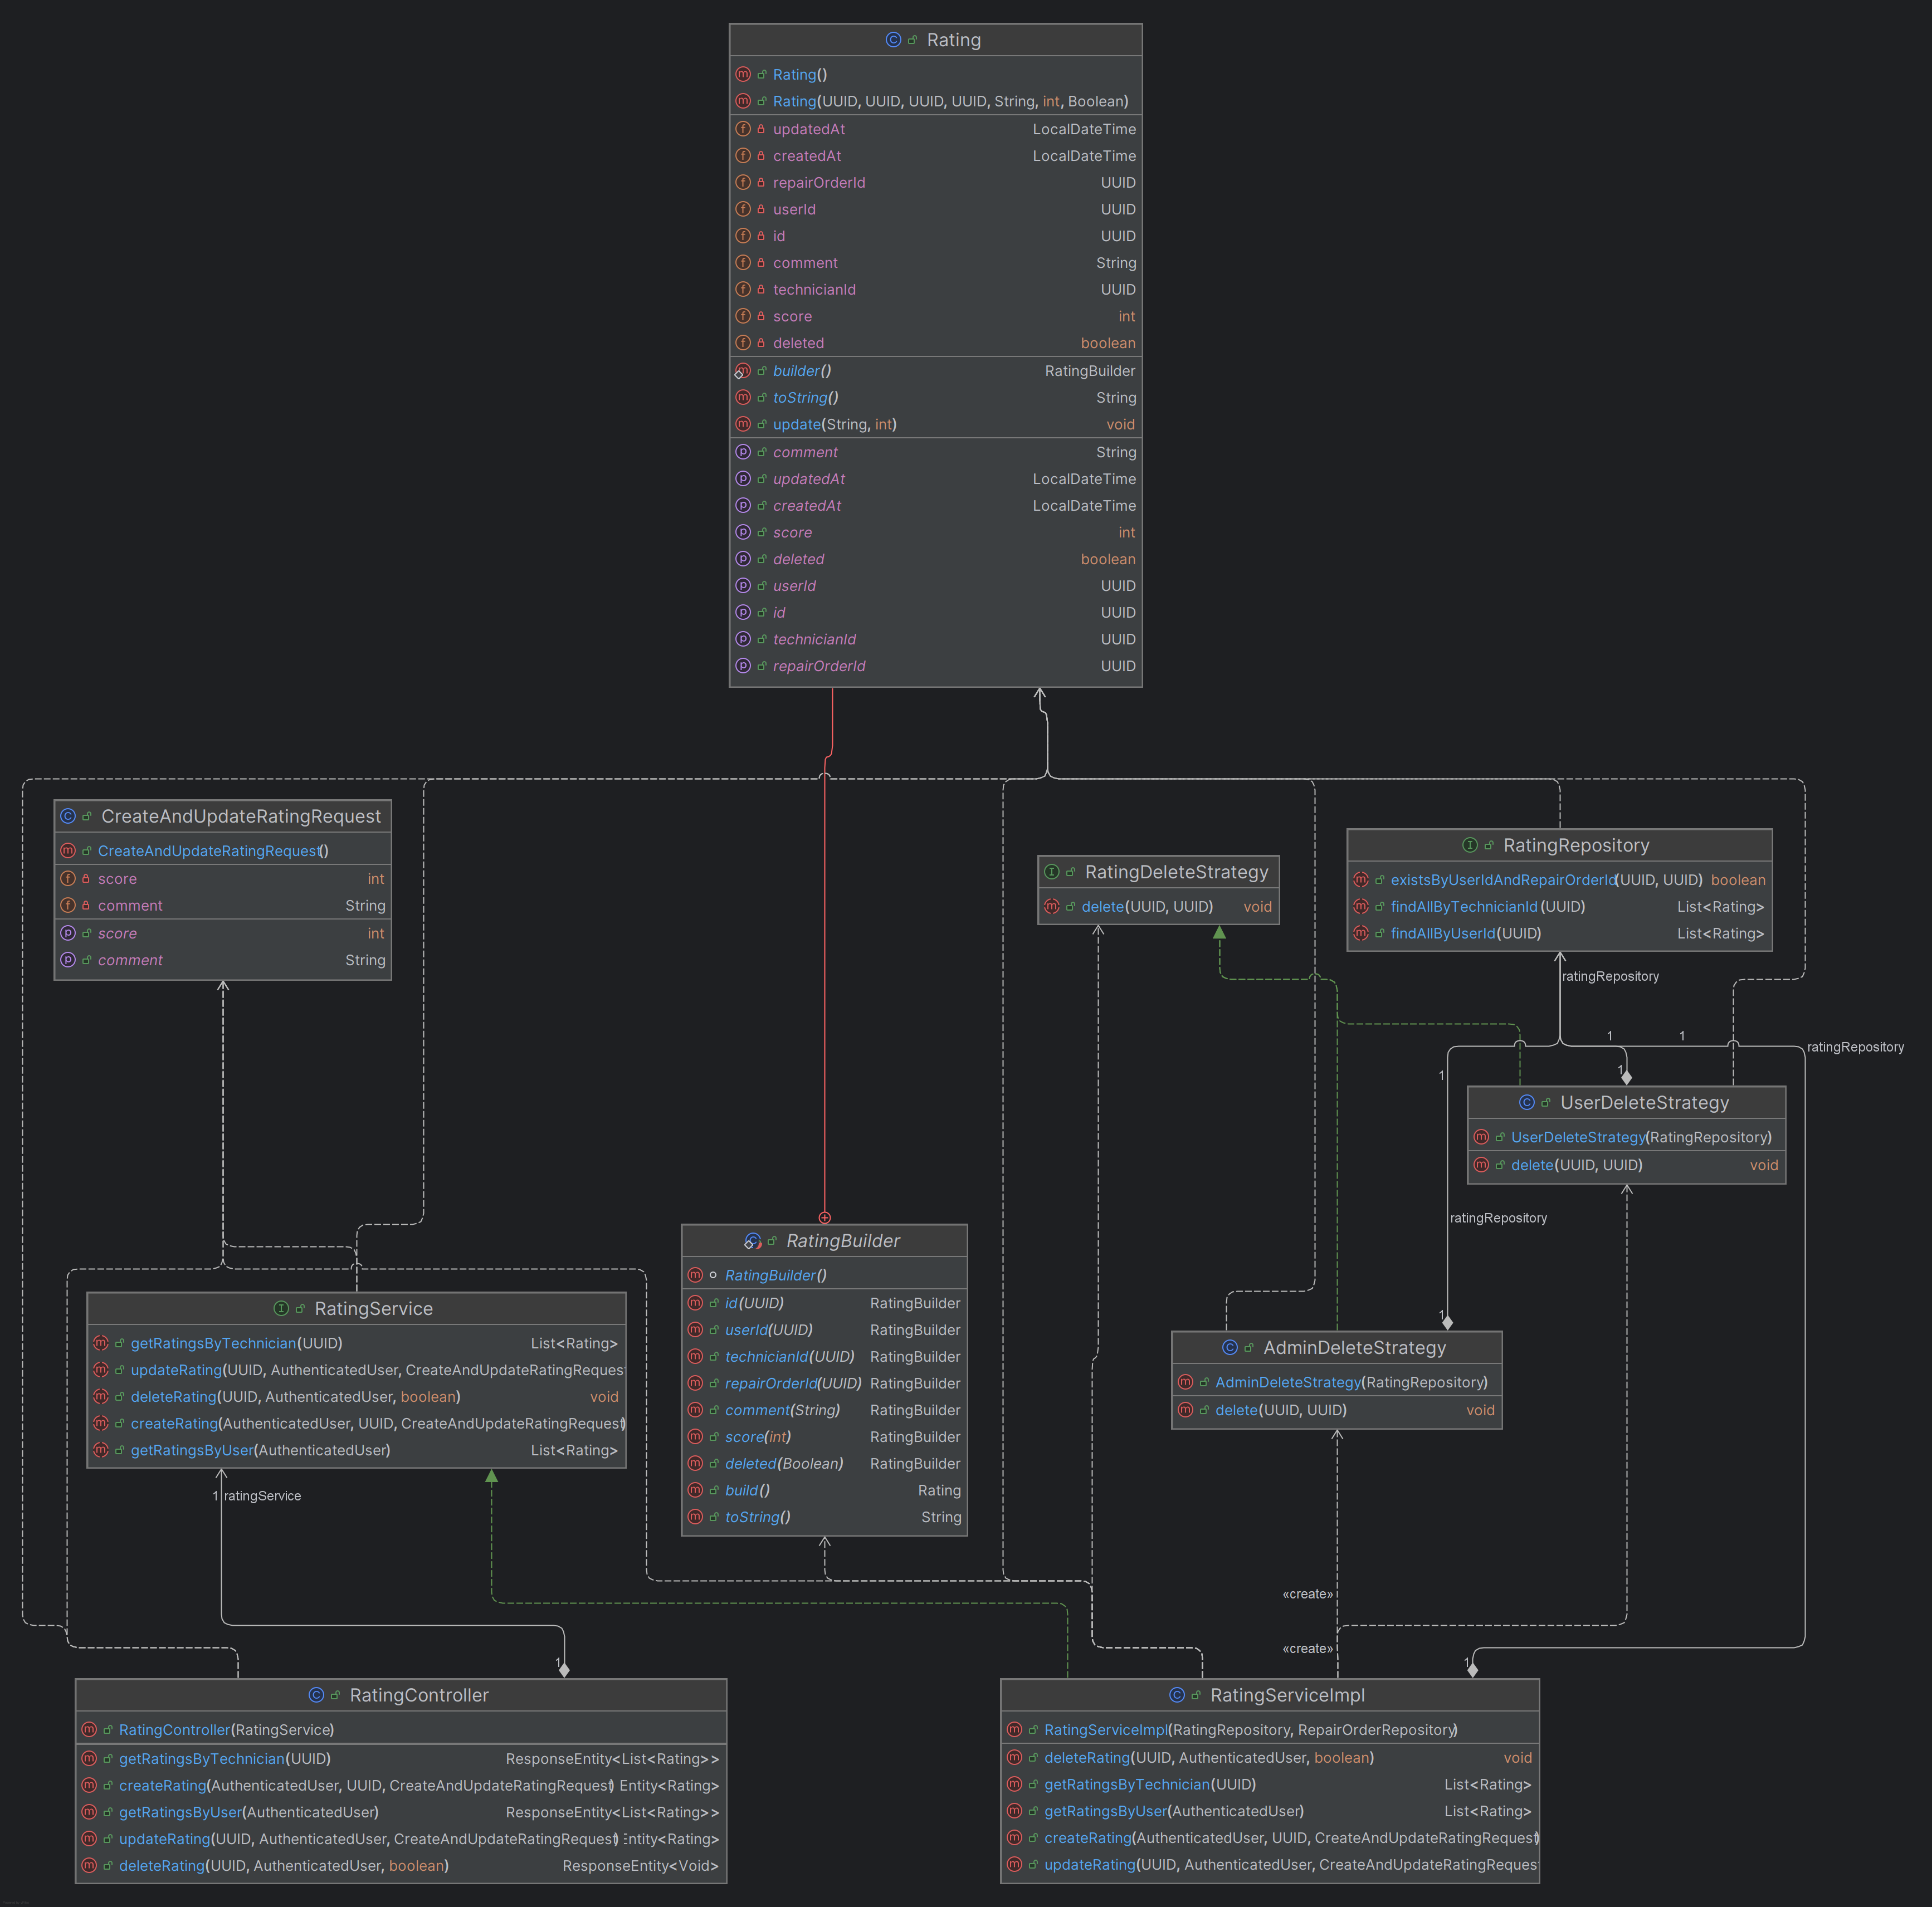 Rating
Rating()
Rating(UUID, UUID, UUID, UUID, String, int, Boolean)
updatedAt LocalDateTime
createdAt LocalDateTime
repairOrderId UUID
userId UUID
id UUID
comment String
technicianId UUID
score int
deleted boolean
builder() RatingBuilder
toString() String
update(String, int) void
comment String
updatedAt LocalDateTime
createdAt LocalDateTime
score int
deleted boolean
userId UUID
id UUID
technicianId UUID
repairOrderId UUID
CreateAndUpdateRatingRequest
CreateAndUpdateRatingRequest()
score int
comment String
score int
comment String
RatingDeleteStrategy
delete(UUID, UUID) void
RatingRepository
existsByUserIdAndRepairOrderId(UUID, UUID) boolean
findAllByTechnicianId(UUID) List<Rating>
findAllByUserId(UUID) List<Rating>
ratingRepository
1
1
ratingRepository
1
1
UserDeleteStrategy
UserDeleteStrategy(RatingRepository)
delete(UUID, UUID) void
ratingRepository
RatingBuilder
RatingBuilder()
id(UUID) RatingBuilder
userId(UUID) RatingBuilder
technicianId(UUID) RatingBuilder
repairOrderId(UUID) RatingBuilder
comment(String) RatingBuilder
score(int) RatingBuilder
deleted(Boolean) RatingBuilder
build() Rating
toString() String
RatingService
getRatingsByTechnician(UUID) List<Rating>
updateRating(UUID, AuthenticatedUser, CreateAndUpdateRatingReques
deleteRating(UUID, AuthenticatedUser, boolean) void
createRating(AuthenticatedUser, UUID, CreateAndUpdateRatingRequest)
getRatingsByUser(AuthenticatedUser) List<Rating>
1
AdminDeleteStrategy
AdminDeleteStrategy(RatingRepository)
delete(UUID, UUID) void
1 ratingService
«create»
«create»
1
1
RatingController
RatingController(RatingService)
getRatingsByTechnician(UUID) ResponseEntity<List<Rating>>
createRating(AuthenticatedUser, UUID, CreateAndUpdateRatingRequest) Entity<Rating>
getRatingsByUser(AuthenticatedUser) ResponseEntity<List<Rating>>
updateRating(UUID, AuthenticatedUser, CreateAndUpdateRatingRequest) Entity<Rating>
deleteRating(UUID, AuthenticatedUser, boolean) ResponseEntity<Void>
RatingServiceImpl
RatingServiceImpl(RatingRepository, RepairOrderRepository)
deleteRating(UUID, AuthenticatedUser, boolean) void
getRatingsByTechnician(UUID) List<Rating>
getRatingsByUser(AuthenticatedUser) List<Rating>
createRating(AuthenticatedUser, UUID, CreateAndUpdateRatingRequest)
updateRating(UUID, AuthenticatedUser, CreateAndUpdateRatingReques